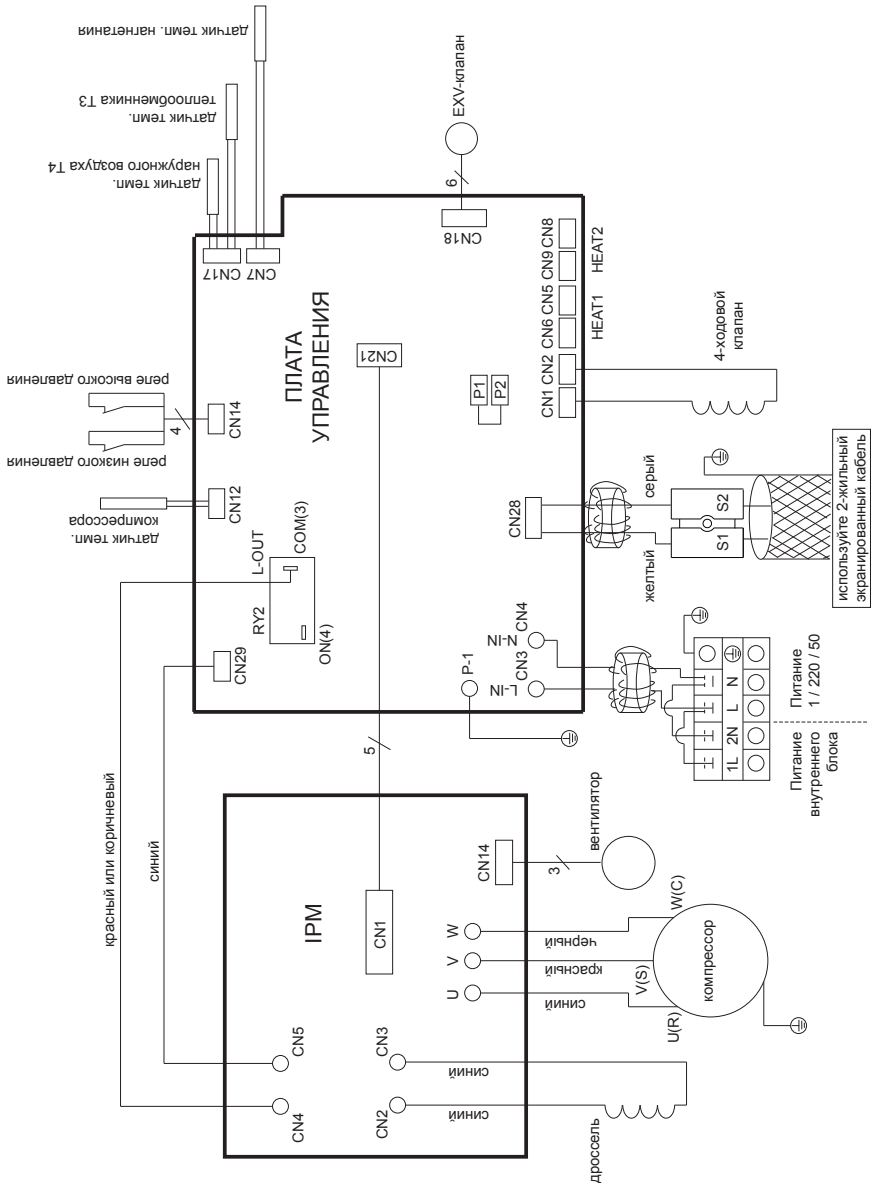 датчик темп. нагнетания
датчик темп.
теплообменника T3
датчик темп.
наружного воздуха T4
EXV-клапан
6
CN18
CN17
CN7
реле высокого давления
реле низкого давления
4
CN14
датчик темп.
компрессора
CN12
ПЛАТА
УПРАВЛЕНИЯ
CN21
P1
P2
L-OUT
COM(3)
RY2
ON(4)
CN29
CN1
CN2
CN6
CN5
CN9
CN8
HEAT1
HEAT2
4-ходовой
клапан
CN28
желтый
серый
S1
S2
используйте 2-жильный
экранированный кабель
P-1
L-IN
N-IN
CN3
CN4
1L
2N
L
N
Питание
внутреннего
блока
Питание
1 / 220 / 50
красный или коричневый
синий
5
IPM
CN1
CN14
3
вентилятор
CN4
CN5
CN2
CN3
U
V
W
синий
красный
черный
U(R)
V(S)
W(C)
компрессор
синий
синий
дроссель